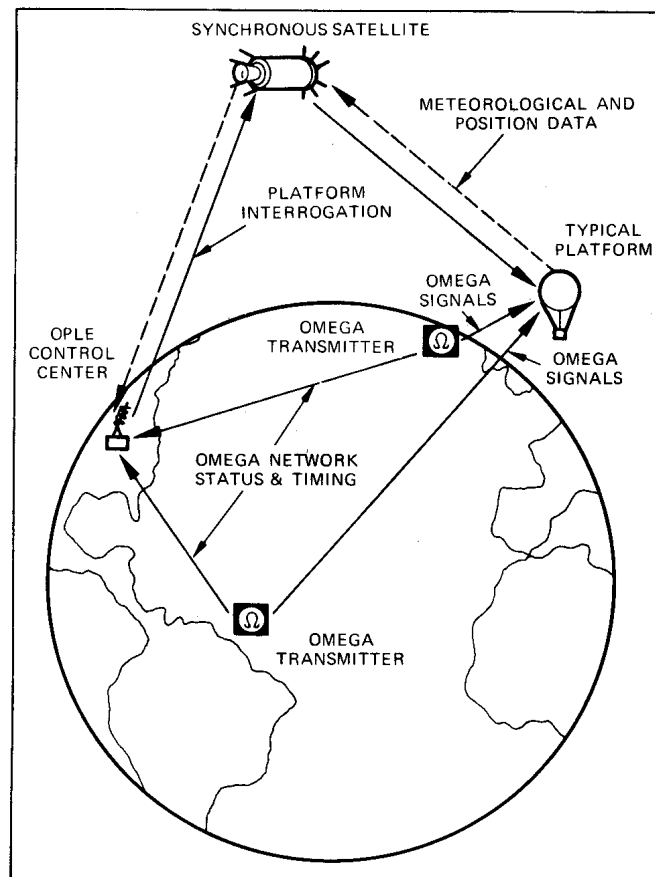 SYNCHRONOUS SATELLITE
METEOROLOGICAL AND
POSITION DATA
PLATFORM
INTERROGATION
TYPICAL
PLATFORM
OMEGA
SIGNALS
OPLE
CONTROL
CENTER
OMEGA
TRANSMITTER
Ω
OMEGA
SIGNALS
OMEGA NETWORK
STATUS & TIMING
Ω
OMEGA
TRANSMITTER